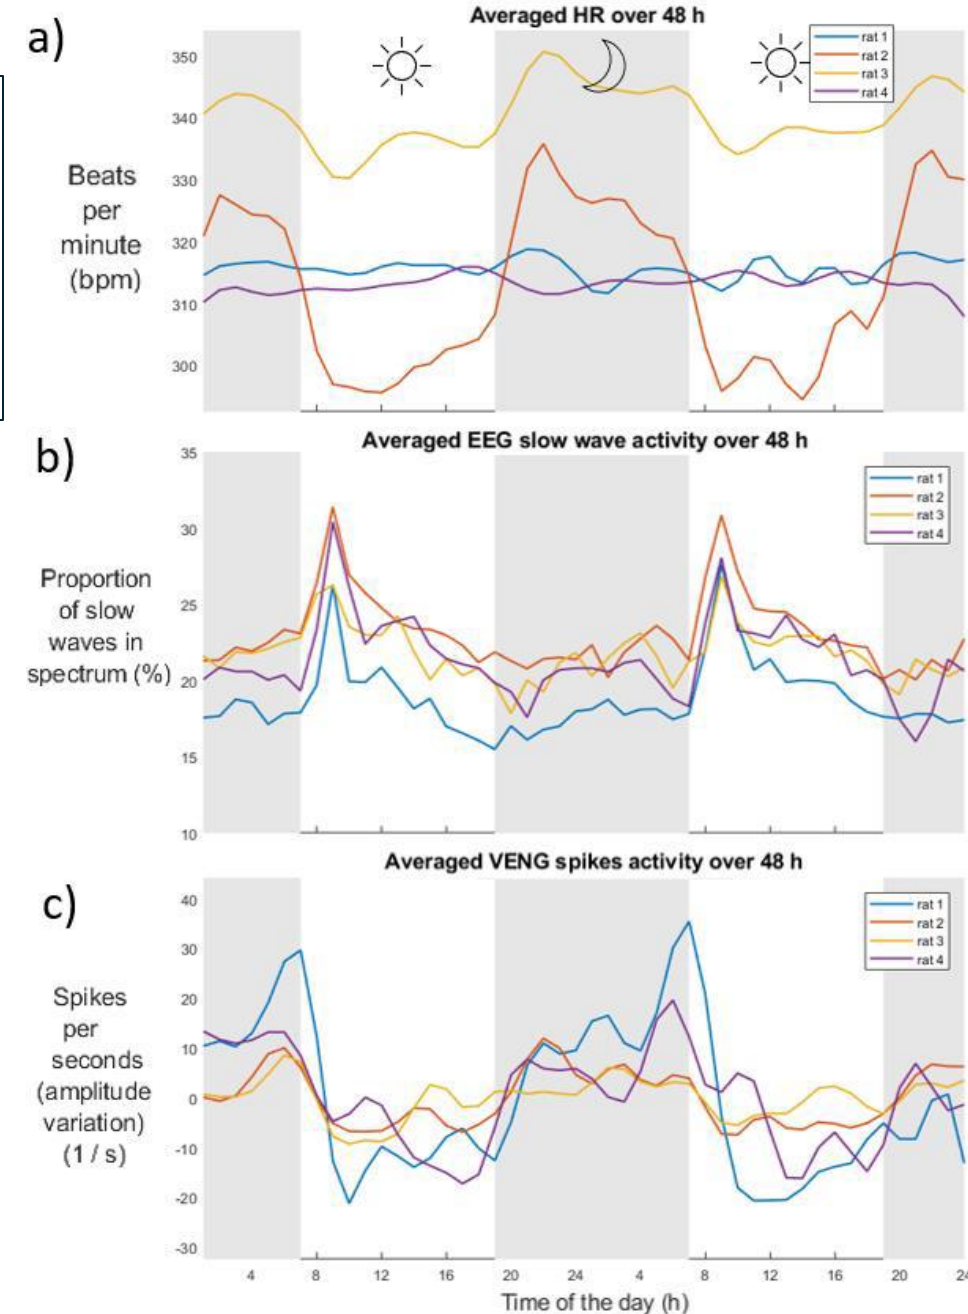 a)
Averaged HR over 48 h
350
340
330
320
310
300
Beats
per
minute
(bpm)
rat 1
rat 2
rat 3
rat 4
b)
Averaged EEG slow wave activity over 48 h
35
30
25
20
15
10
Proportion
of slow
waves in
spectrum (%)
rat 1
rat 2
rat 3
rat 4
c)
Averaged VENG spikes activity over 48 h
40
30
20
10
0
-10
-20
-30
Spikes
per
seconds
(amplitude
variation)
(1 / s)
rat 1
rat 2
rat 3
rat 4
4 8 12 16 20 24 4 8 12 16 20 24
Time of the day (h)